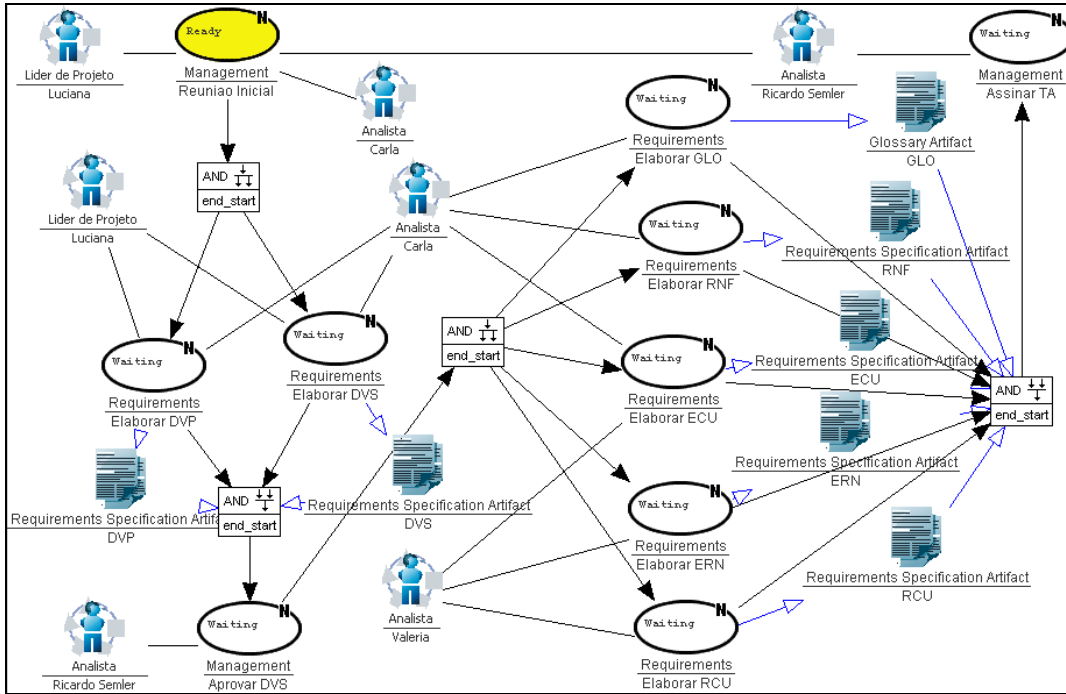 N
Ready
Lider de Projeto
Luciana
Management
Reuniao Inicial
Analista
Carla
N
Waiting
Requirements
Elaborar GLO
Analista
Ricardo Semler
N
Waiting
Management
Assinar TA
Glossary Artifact
GLO
AND
end_start
Lider de Projeto
Luciana
Analista
Carla
N
Waiting
Requirements
Elaborar RNF
Requirements Specification Artifact
RNF
N
Waiting
Requirements
Elaborar DVP
N
Waiting
Requirements
Elaborar DVS
AND
end_start
N
Waiting
Requirements
Elaborar ECU
Requirements Specification Artifact
ECU
AND
end_start
Requirements Specification Artifact
DVP
AND
end_start
Requirements Specification Artifact
DVS
N
Waiting
Requirements
Elaborar ERN
Requirements Specification Artifact
ERN
Analista
Ricardo Semler
N
Waiting
Management
Aprovar DVS
Analista
Valeria
N
Waiting
Requirements
Elaborar RCU
Requirements Specification Artifact
RCU